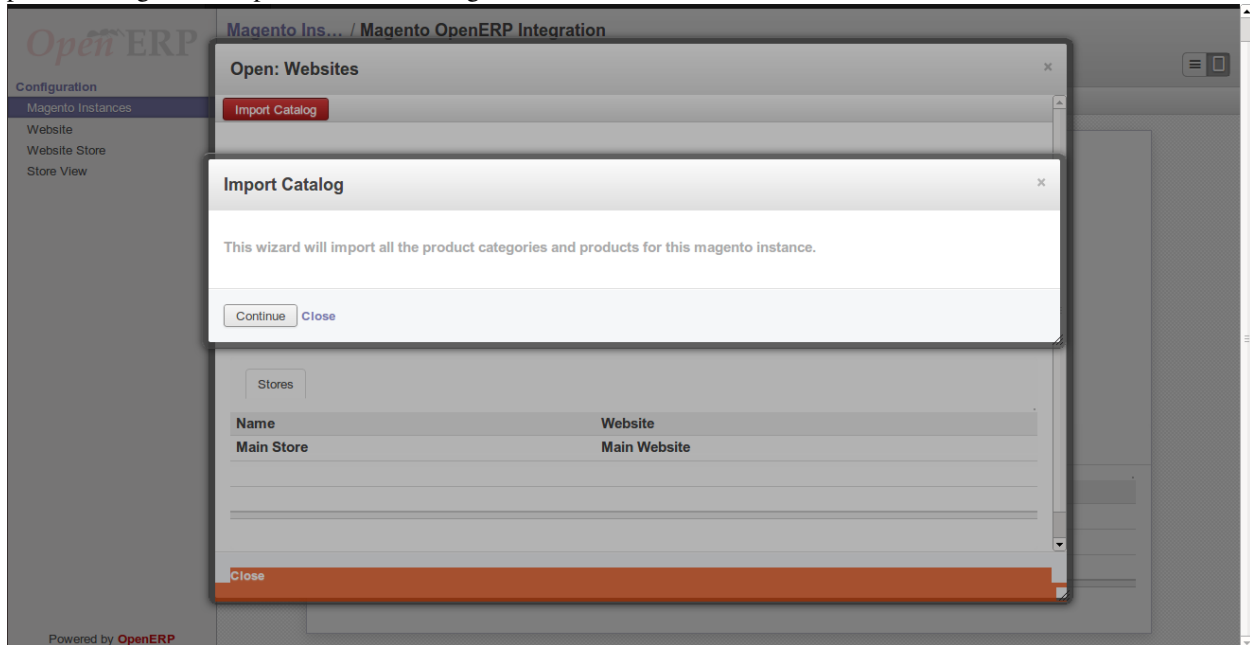 Magento Ins... / Magento OpenERP Integration
Open ERP
Open: Websites
×
Configuration
Magento Instances
Import Catalog
Website
Website Store
Store View
Import Catalog
×
This wizard will import all the product categories and products for this magento instance.
Continue Close
Stores
Name Website
Main Store Main Website
Close
Powered by OpenERP